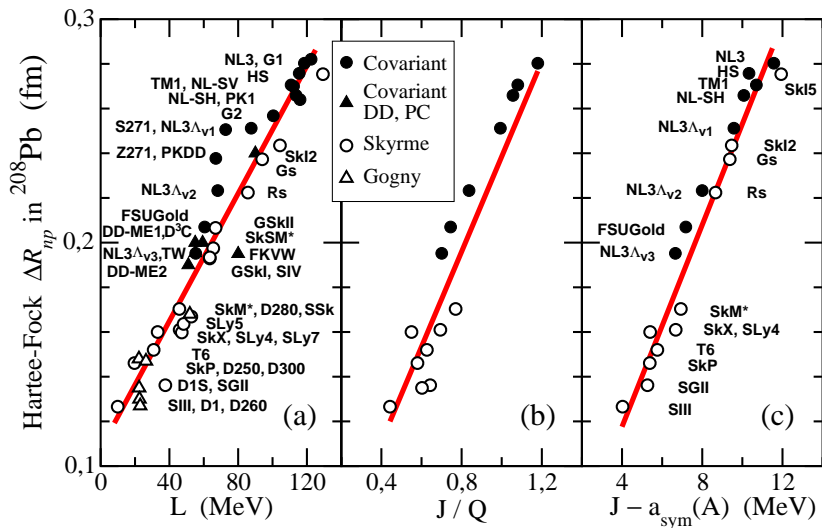 Hartee-Fock ΔR_np in ²⁰⁸Pb (fm)
0,3
0,2
0,1
NL3, G1
HS
TM1, NL-SV
NL-SH, PK1
G2
S271, NL3Λv1
Z271, PKDD
NL3Λv2
FSUGold
DD-ME1,D³C
NL3Λv3,TW
DD-ME2
SkI2
Gs
Rs
GSkII
SkSM*
FKVW
GSkI, SIV
SkM*, D280, SSk
SLy5
SkX, SLy4, SLy7
T6
SkP, D250, D300
D1S, SGII
SIII, D1, D260
(a)
0
40
80
120
L (MeV)
Covariant
Covariant
DD, PC
Skyrme
Gogny
(b)
0,4
0,8
1,2
J / Q
NL3
HS
TM1
NL-SH
SkI5
NL3Λv1
SkI2
Gs
NL3Λv2
Rs
FSUGold
NL3Λv3
SkM*
SkX, SLy4
T6
SkP
SGII
SIII
(c)
4
8
12
J − a_sym(A) (MeV)